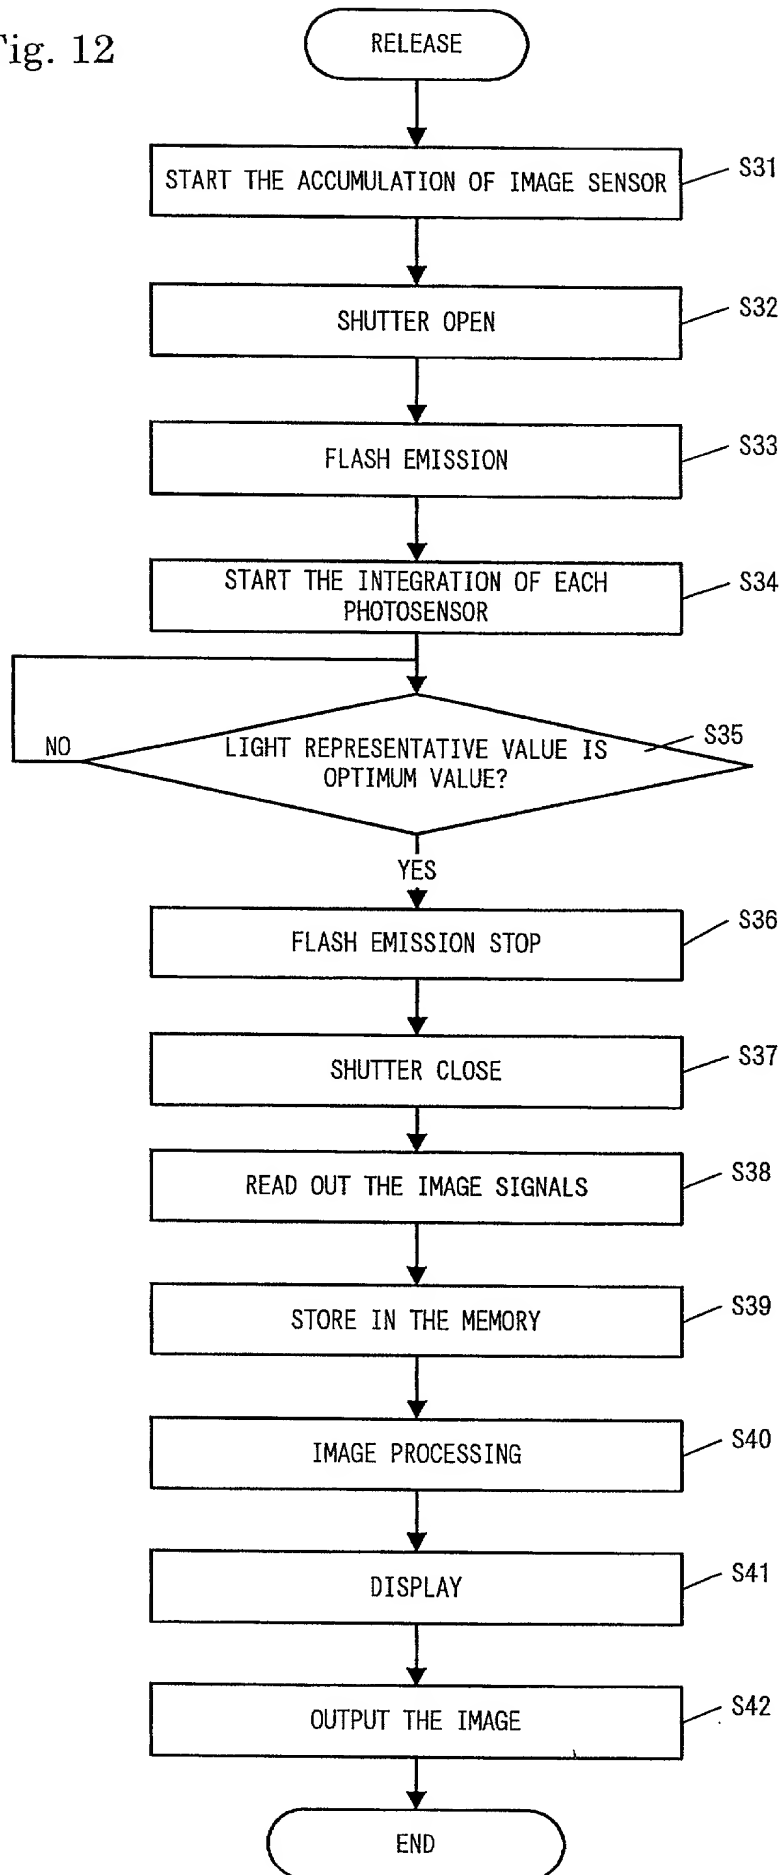 Fig. 12
RELEASE
START THE ACCUMULATION OF IMAGE SENSOR
S31
SHUTTER OPEN
S32
FLASH EMISSION
S33
START THE INTEGRATION OF EACH
PHOTOSENSOR
S34
LIGHT REPRESENTATIVE VALUE IS
OPTIMUM VALUE?
S35
NO
YES
FLASH EMISSION STOP
S36
SHUTTER CLOSE
S37
READ OUT THE IMAGE SIGNALS
S38
STORE IN THE MEMORY
S39
IMAGE PROCESSING
S40
DISPLAY
S41
OUTPUT THE IMAGE
S42
END